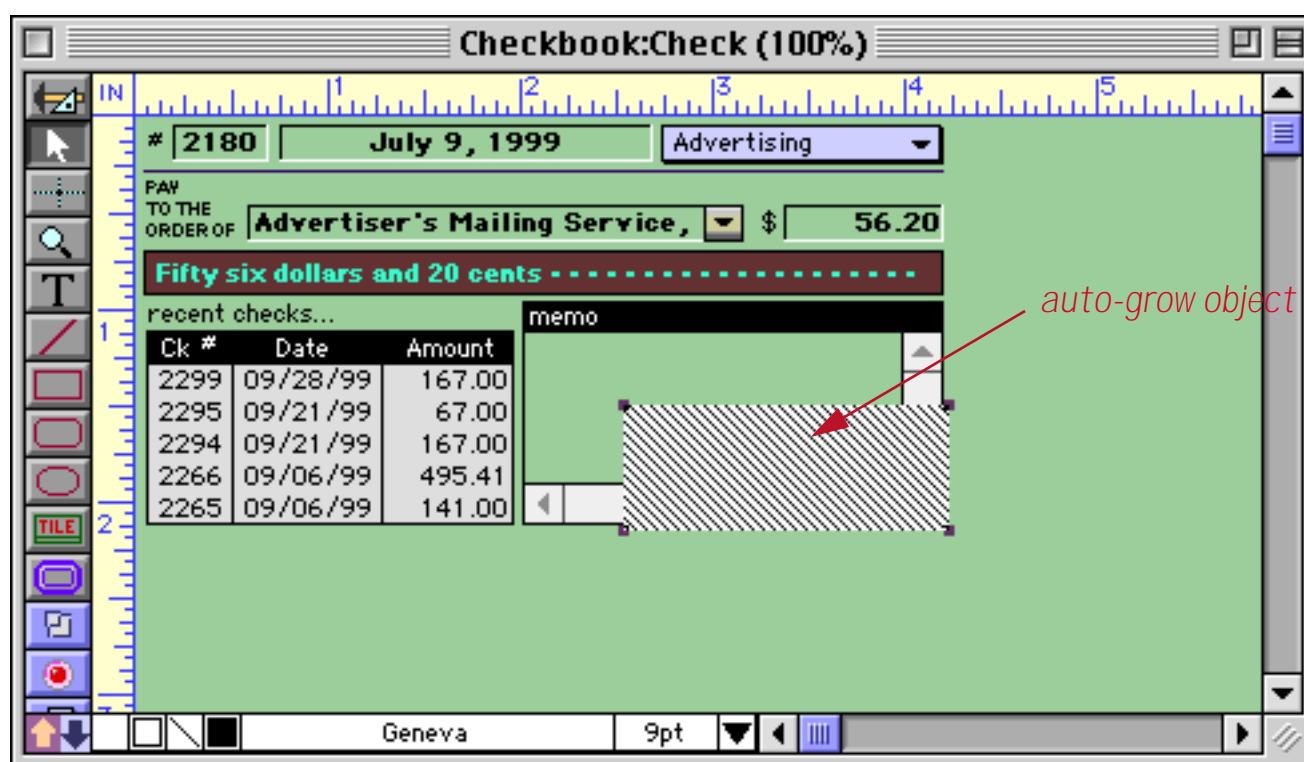 Checkbook:Check (100%)
IN 1 2 3 4 5
# 2180 July 9, 1999 Advertising
PAY
TO THE
ORDER OF Advertiser's Mailing Service, $ 56.20
Fifty six dollars and 20 cents - - - - - - - - - - - - - - - - - - - -
auto-grow object
recent checks... memo
1
Ck # Date Amount
2299 09/28/99 167.00
2295 09/21/99 67.00
2294 09/21/99 167.00
2266 09/06/99 495.41
2265 09/06/99 141.00
T
TILE
2
Geneva 9pt